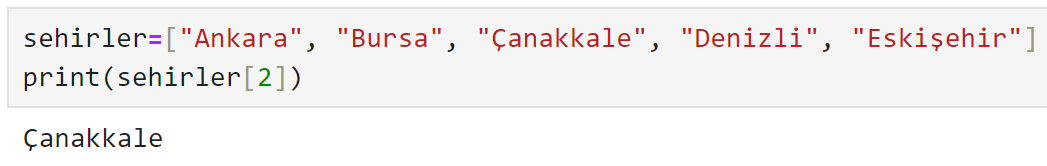 sehirler=["Ankara", "Bursa", "Çanakkale", "Denizli", "Eskişehir"]
print(sehirler[2])
Çanakkale